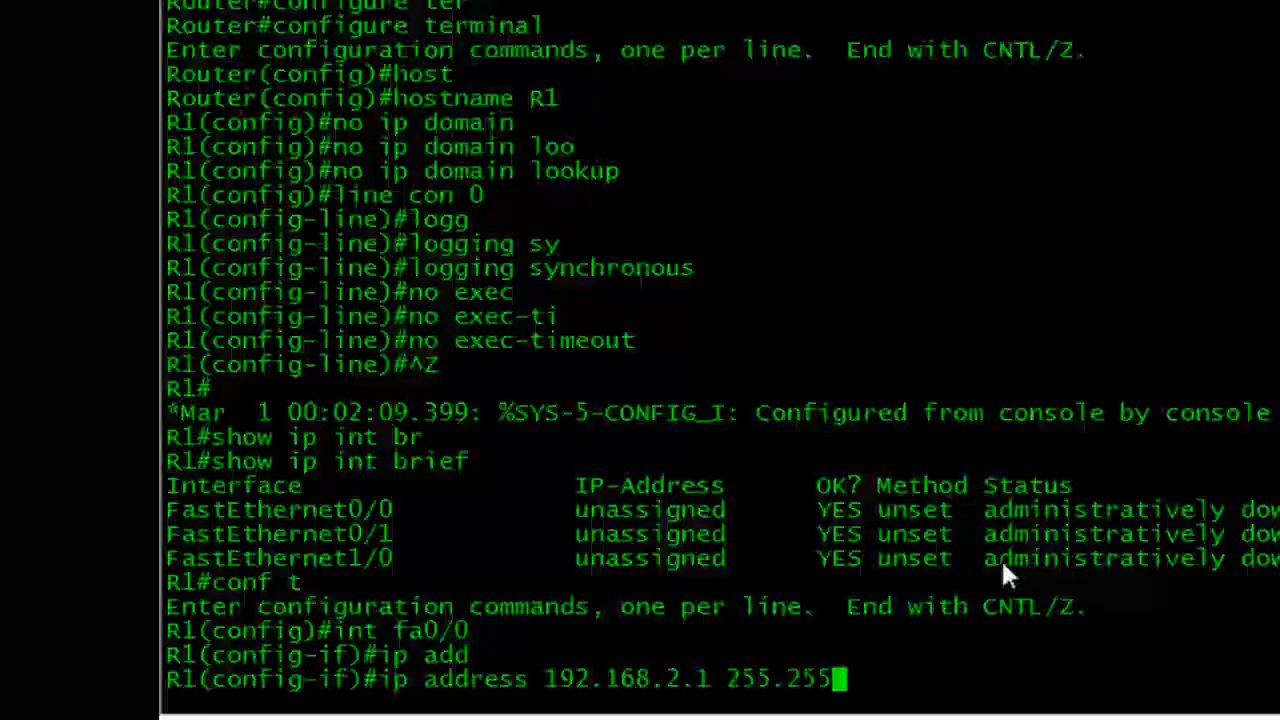 Router#configure ter
Router#configure terminal
Enter configuration commands, one per line.  End with CNTL/Z.
Router(config)#host
Router(config)#hostname R1
R1(config)#no ip domain
R1(config)#no ip domain loo
R1(config)#no ip domain lookup
R1(config)#line con 0
R1(config-line)#logg
R1(config-line)#logging sy
R1(config-line)#logging synchronous
R1(config-line)#no exec
R1(config-line)#no exec-ti
R1(config-line)#no exec-timeout
R1(config-line)#^Z
R1#
*Mar  1 00:02:09.399: %SYS-5-CONFIG_I: Configured from console by console
R1#show ip int br
R1#show ip int brief
Interface IP-Address OK? Method Status
FastEthernet0/0 unassigned YES unset administratively dow
FastEthernet0/1 unassigned YES unset administratively dow
FastEthernet1/0 unassigned YES unset administratively dow
R1#conf t
Enter configuration commands, one per line.  End with CNTL/Z.
R1(config)#int fa0/0
R1(config-if)#ip add
R1(config-if)#ip address 192.168.2.1 255.255